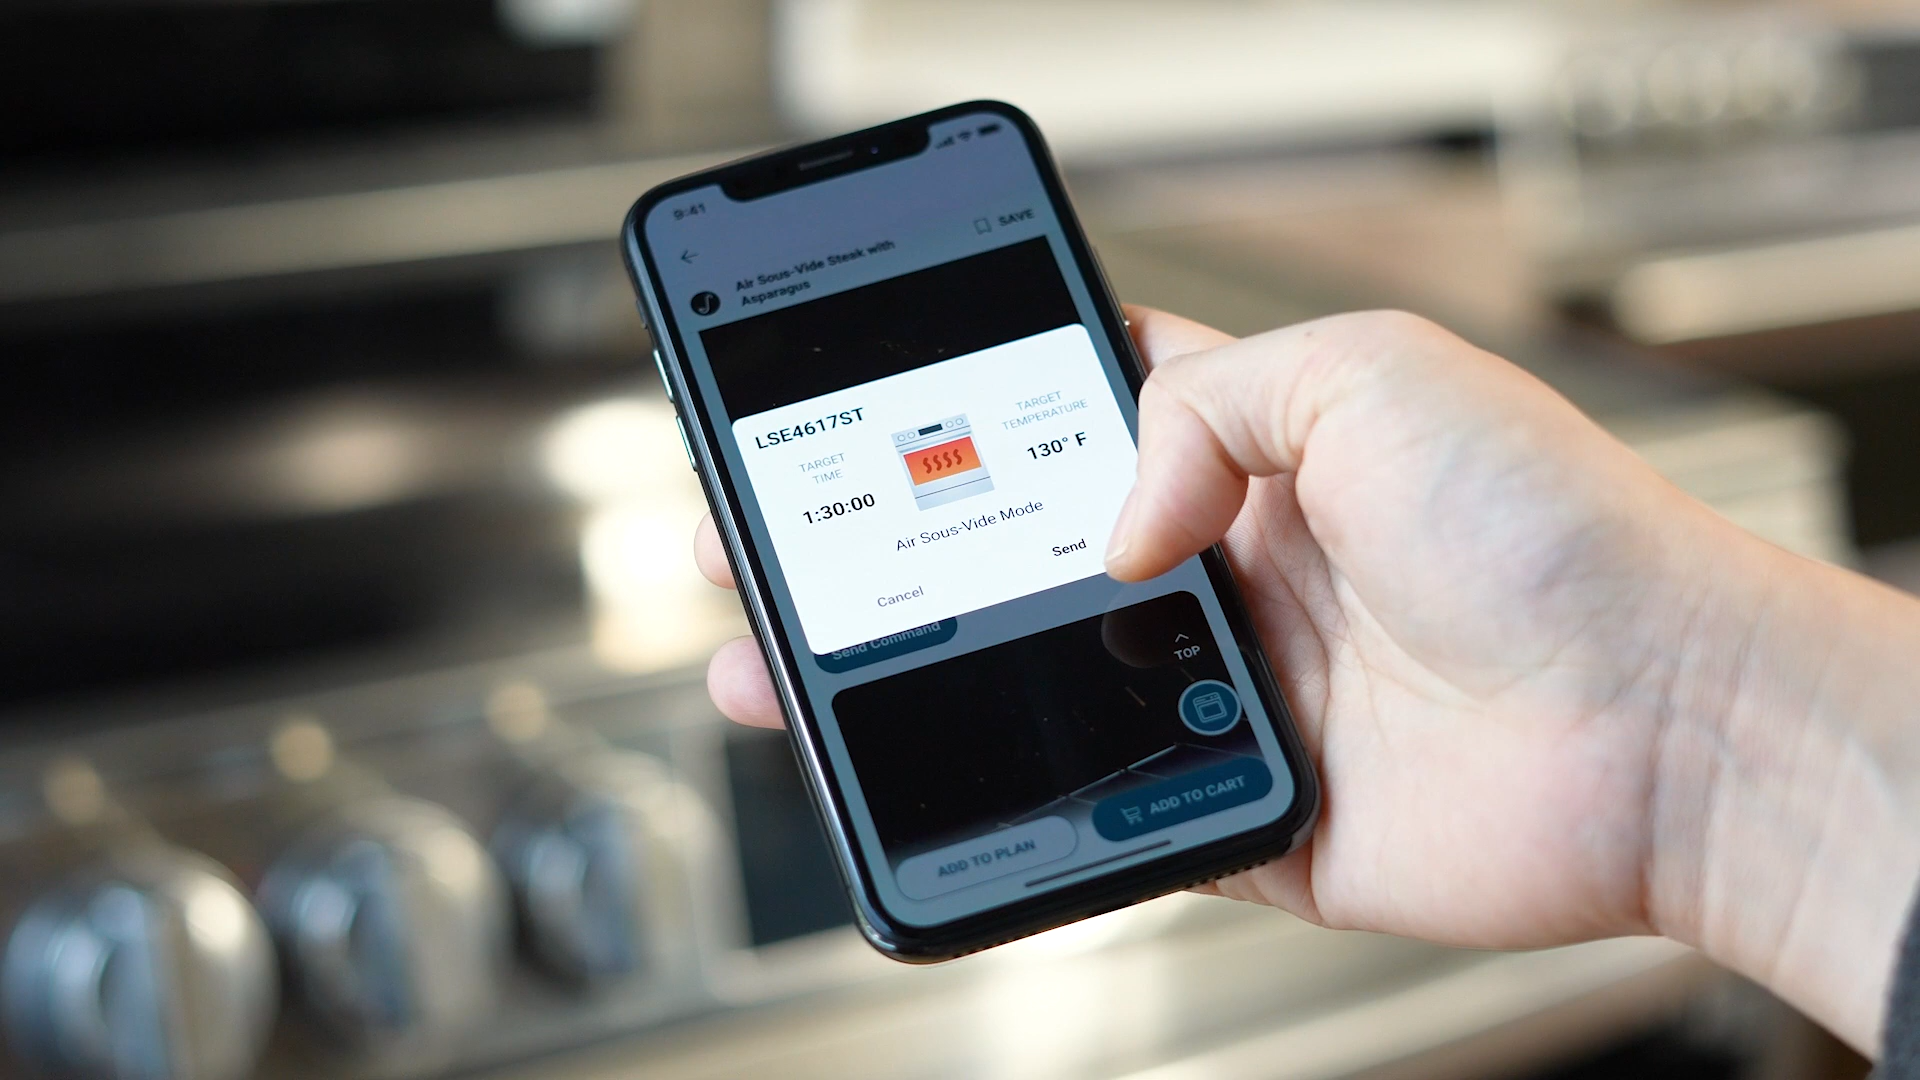 9:41
SAVE
Air Sous-Vide Steak with
Asparagus
LSE4617ST
TARGET
TIME
1:30:00
TARGET
TEMPERATURE
130° F
Air Sous-Vide Mode
Cancel
Send
Send Command
TOP
ADD TO PLAN
ADD TO CART